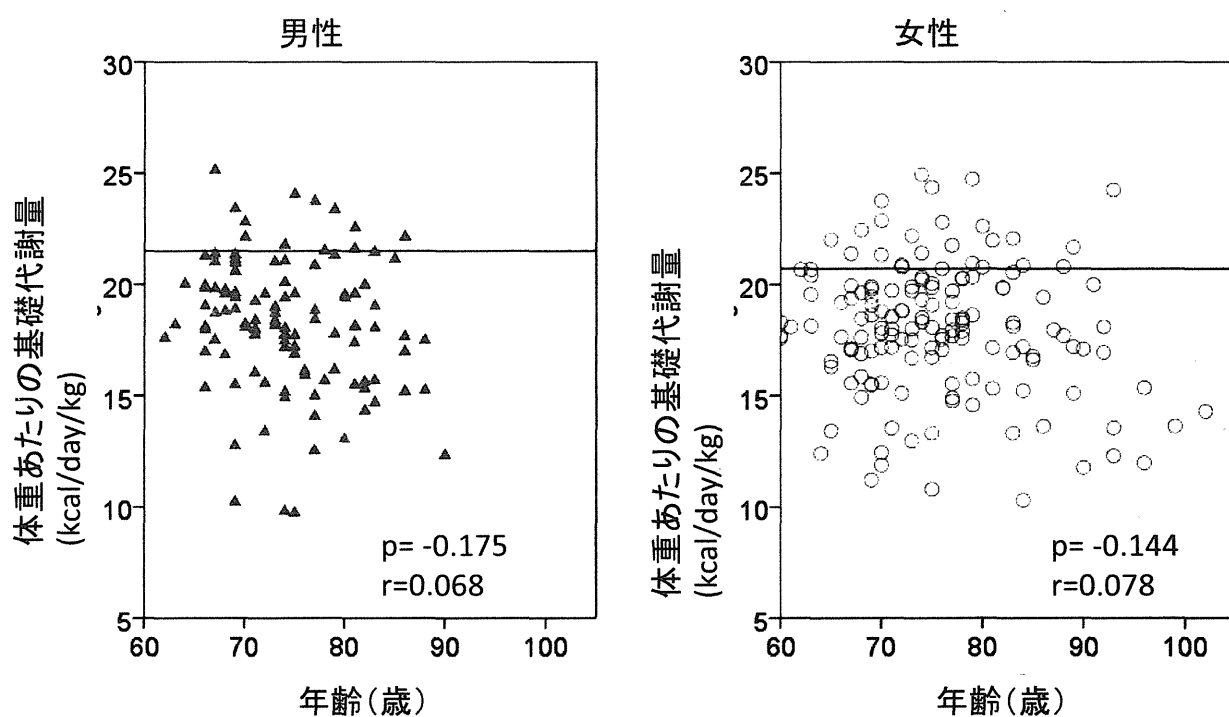 男性
30
25
20
15
10
5
60
70
80
90
100
体重あたりの基礎代謝量
(kcal/day/kg)
年齢(歳)
p= -0.175
r=0.068
女性
30
25
20
15
10
5
60
70
80
90
100
体重あたりの基礎代謝量
(kcal/day/kg)
年齢(歳)
p= -0.144
r=0.078